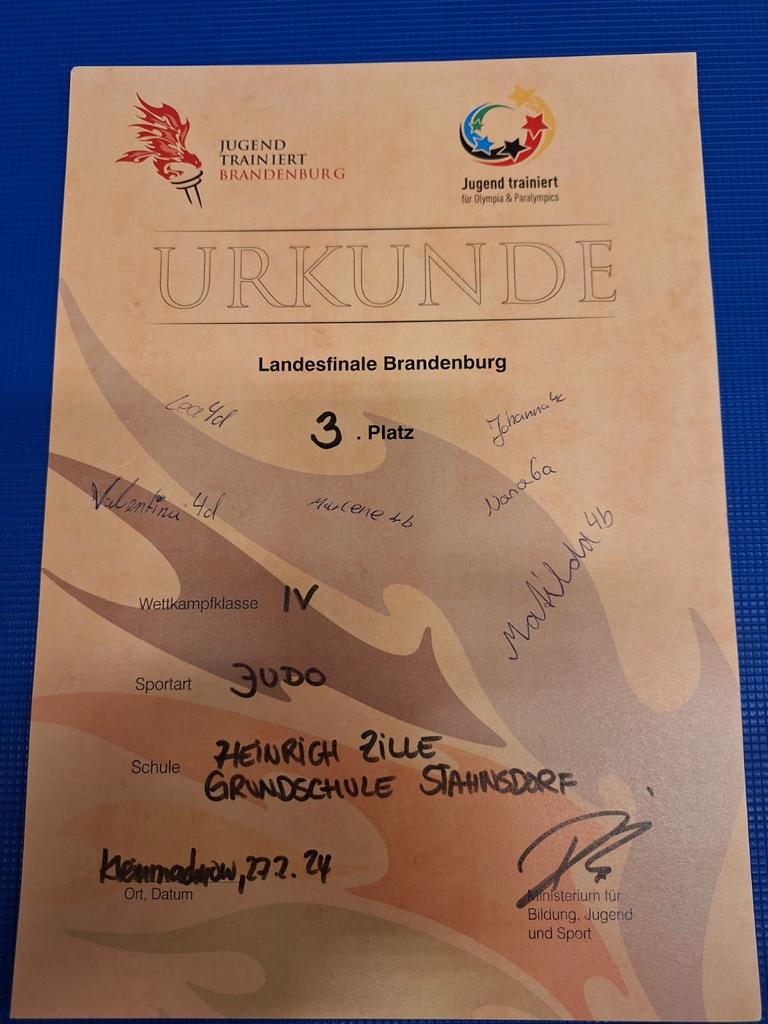 JUGEND
TRAINIERT
BRANDENBURG
Jugend trainiert
für Olympia & Paralympics
URKUNDE
Landesfinale Brandenburg
Lea 4d
3. Platz
Johanna 4c
Valentina 4d
Marlene 4b
Nana 6a
Matilda 4b
Wettkampfklasse IV
Sportart JUDO
Schule HEINRICH ZILLE
GRUNDSCHULE STAHNSDORF
Kleinmachnow, 27.2.24
Ort, Datum
Ministerium für
Bildung, Jugend
und Sport